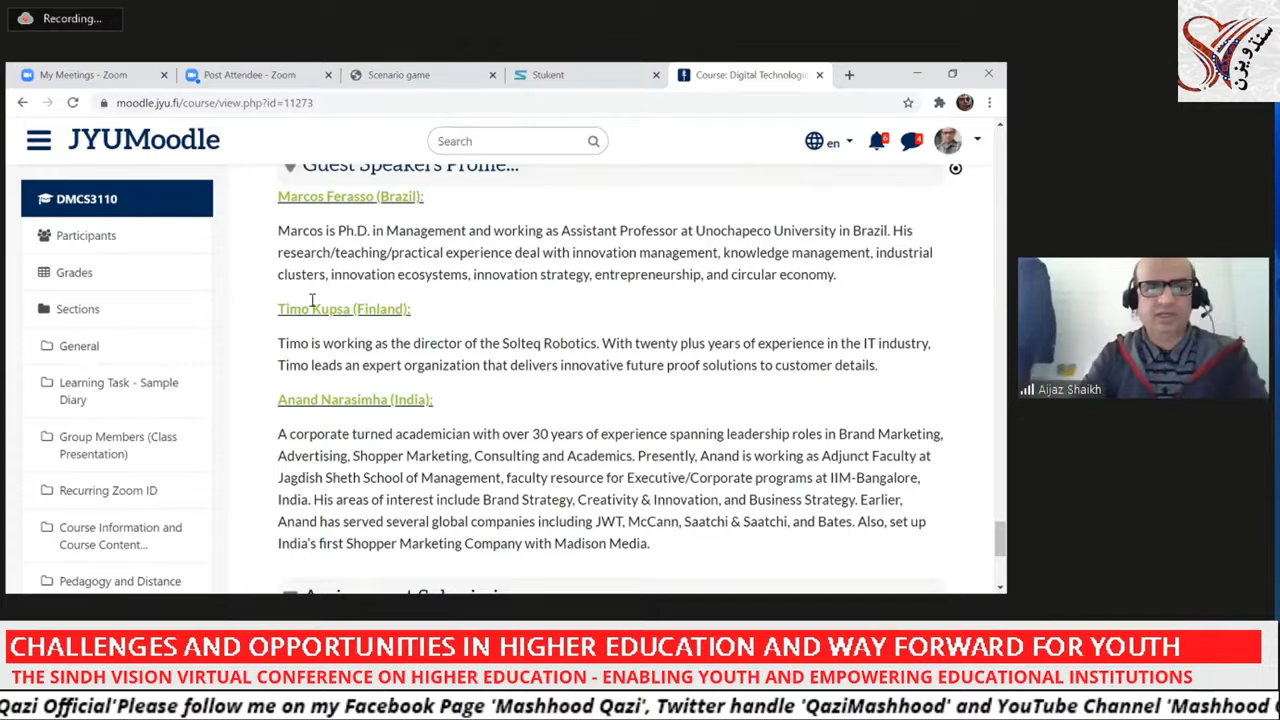 Recording...
سنڌ ويزن
My Meetings - Zoom
Post Attendee - Zoom
Scenario game
Stukent
Course: Digital Technologi
moodle.jyu.fi/course/view.php?id=11273
JYUMoodle
Search
en
6
4
DMCS3110
Participants
Grades
Sections
General
Learning Task - Sample
Diary
Group Members (Class
Presentation)
Recurring Zoom ID
Course Information and
Course Content...
Pedagogy and Distance
Guest Speakers Profile...
Marcos Ferasso (Brazil):
Marcos is Ph.D. in Management and working as Assistant Professor at Unochapeco University in Brazil. His
research/teaching/practical experience deal with innovation management, knowledge management, industrial
clusters, innovation ecosystems, innovation strategy, entrepreneurship, and circular economy.
Timo Kupsa (Finland):
Timo is working as the director of the Solteq Robotics. With twenty plus years of experience in the IT industry,
Timo leads an expert organization that delivers innovative future proof solutions to customer details.
Anand Narasimha (India):
A corporate turned academician with over 30 years of experience spanning leadership roles in Brand Marketing,
Advertising, Shopper Marketing, Consulting and Academics. Presently, Anand is working as Adjunct Faculty at
Jagdish Sheth School of Management, faculty resource for Executive/Corporate programs at IIM-Bangalore,
India. His areas of interest include Brand Strategy, Creativity & Innovation, and Business Strategy. Earlier,
Anand has served several global companies including JWT, McCann, Saatchi & Saatchi, and Bates. Also, set up
India's first Shopper Marketing Company with Madison Media.
Aijaz Shaikh
CHALLENGES AND OPPORTUNITIES IN HIGHER EDUCATION AND WAY FORWARD FOR YOUTH
THE SINDH VISION VIRTUAL CONFERENCE ON HIGHER EDUCATION - ENABLING YOUTH AND EMPOWERING EDUCATIONAL INSTITUTIONS
Qazi Official'Please follow me on my Facebook Page 'Mashhood Qazi', Twitter handle 'QaziMashhood' and YouTube Channel 'Mashhood